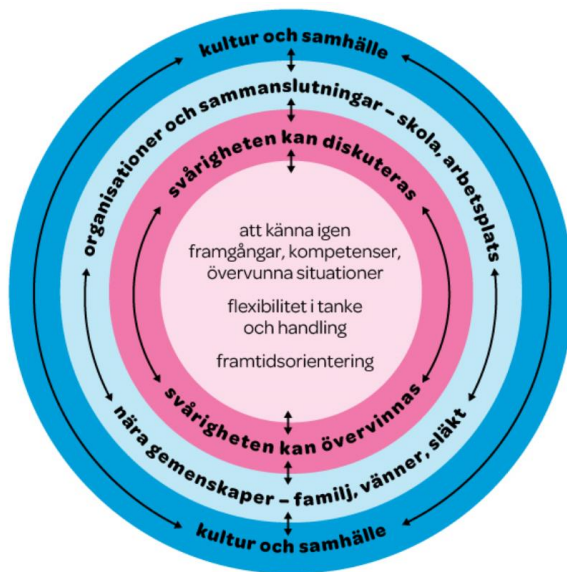 kultur och samhälle
organisationer och sammanslutningar – skola, arbetsplats
svårigheten kan diskuteras
att känna igen
framgångar, kompetenser,
övervunna situationer
flexibilitet i tanke
och handling
framtidsorientering
svårigheten kan övervinnas
nära gemenskaper – familj, vänner, släkt
kultur och samhälle